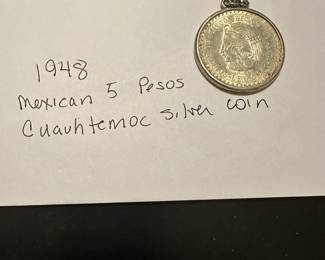 1948
Mexican 5 Pesos
Cuauhtemoc silver coin